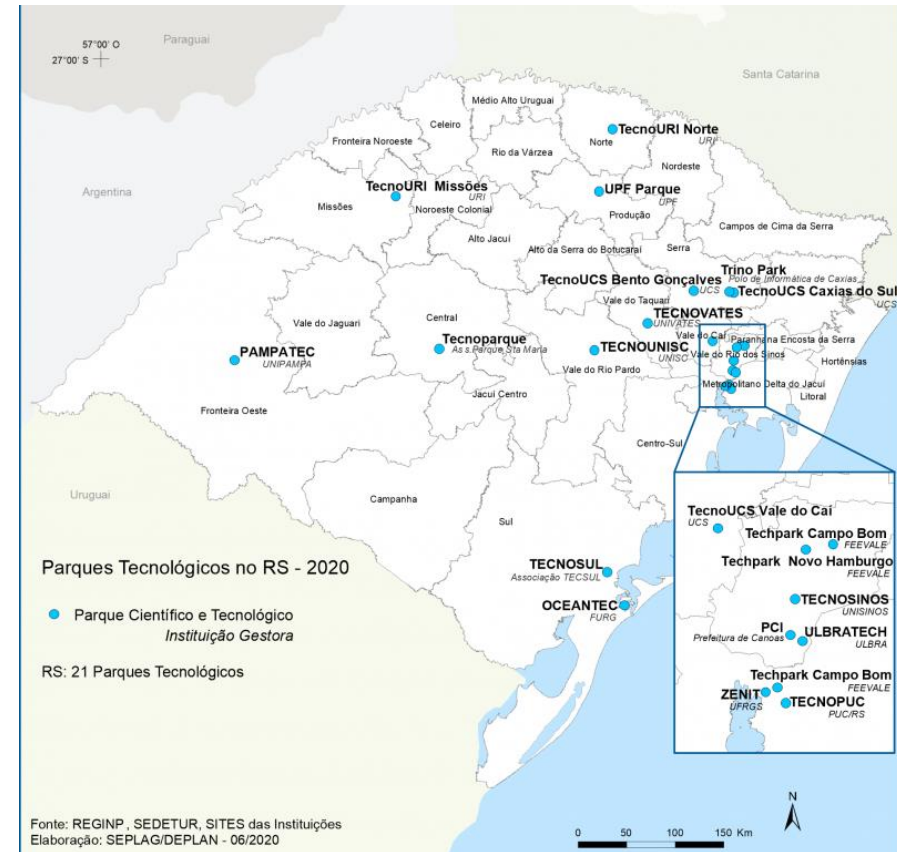 Paraguai
57°00' O
27°00' S
Santa Catarina
Argentina
Uruguai
Médio Alto Uruguai
Celeiro
Fronteira Noroeste
Rio da Várzea
Norte
TecnoURI Norte
URI
Nordeste
TecnoURI Missões
URI
Missões
Noroeste Colonial
UPF Parque
UPF
Produção
Campos de Cima da Serra
Alto Jacuí
Alto da Serra do Botucaraí
Serra
Trino Park
Polo de Informática de Caxias
TecnoUCS Bento Gonçalves
UCS
TecnoUCS Caxias do Sul
UCS
Vale do Taquari
TECNOVATES
UNIVATES
Central
Vale do Jaguari
Tecnoparque
Ass.Parque Sta Maria
TECNOUNISC
UNISC
Vale do Rio Pardo
Vale do Caí
Paranhana Encosta da Serra
Vale do Rio dos Sinos
Hortênsias
Metropolitano Delta do Jacuí
Litoral
PAMPATEC
UNIPAMPA
Fronteira Oeste
Jacuí Centro
Centro-Sul
Campanha
Sul
TECNOSUL
Associação TECSUL
OCEANTEC
FURG
TecnoUCS Vale do Caí
UCS
Techpark Campo Bom
FEEVALE
Techpark Novo Hamburgo
FEEVALE
TECNOSINOS
UNISINOS
PCI
Prefeitura de Canoas
ULBRATECH
ULBRA
Techpark Campo Bom
FEEVALE
ZENIT
UFRGS
TECNOPUC
PUC/RS
Parques Tecnológicos no RS - 2020
Parque Científico e Tecnológico
Instituição Gestora
RS: 21 Parques Tecnológicos
Fonte: REGINP, SEDETUR, SITES das Instituições
Elaboração: SEPLAG/DEPLAN - 06/2020
0 50 100 150 Km
N